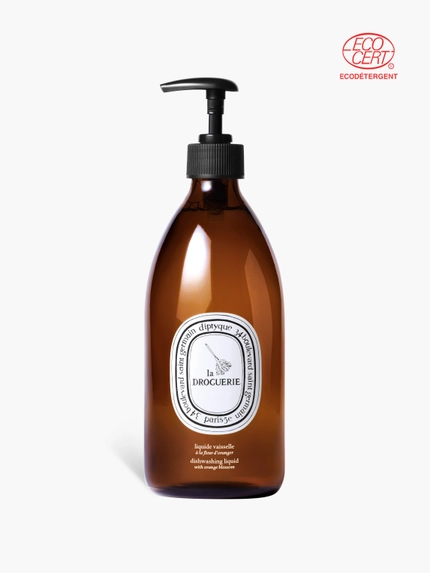 ECO
CERT
®
ECODÉTERGENT
diptyque 34 boulevard saint germain paris 5e 34 boulevard saint germain
la
DROGUERIE
liquide vaisselle
à la fleur d'oranger
dishwashing liquid
with orange blossom